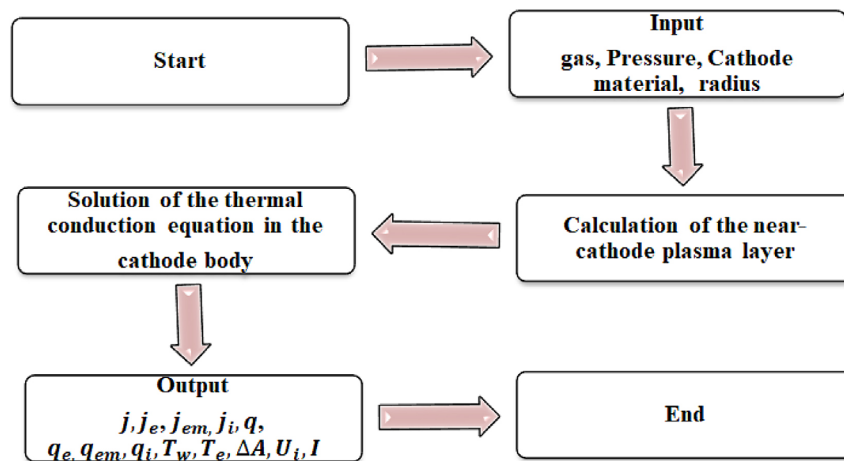 Start
Input
gas, Pressure, Cathode
material, radius
Solution of the thermal
conduction equation in the
cathode body
Calculation of the near-
cathode plasma layer
Output
j, j_e, j_em, j_i, q,
q_e, q_em, q_i, T_w, T_e, ΔA, U_i, I
End